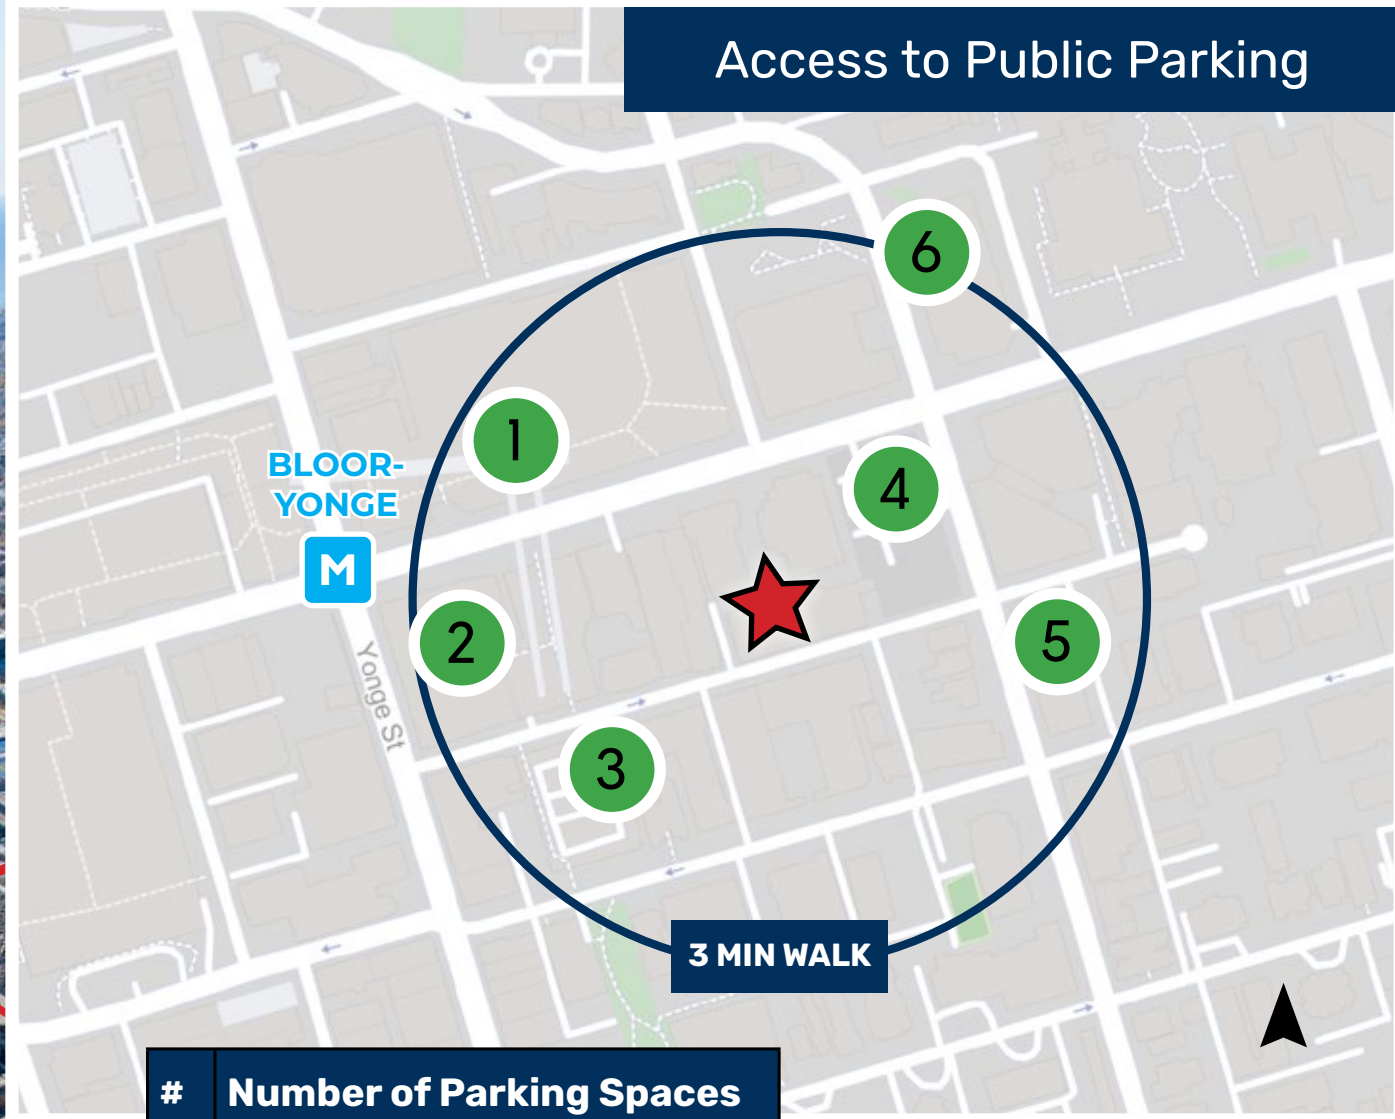 Access to Public Parking
6
1
BLOOR-
YONGE
4
M
2
5
Yonge St
3
3 MIN WALK
# Number of Parking Spaces